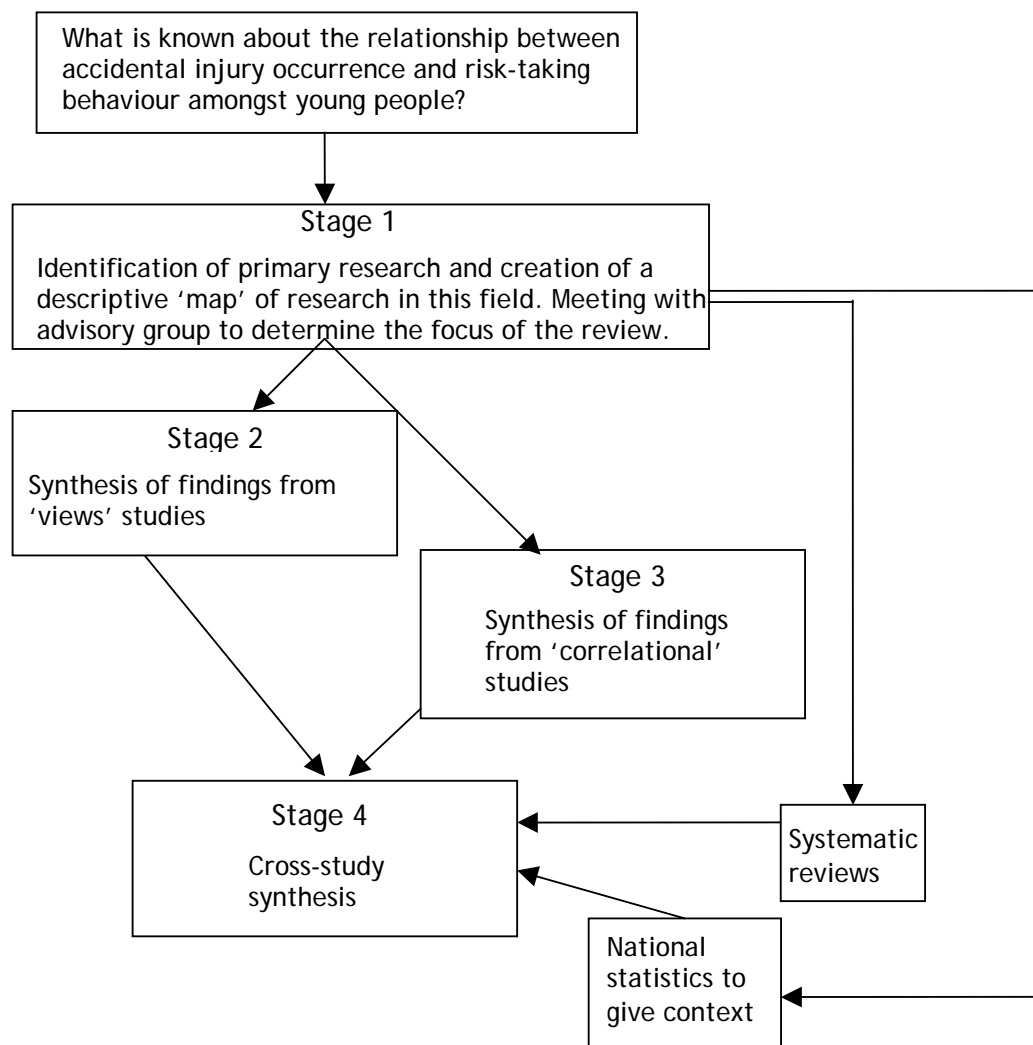 What is known about the relationship between
accidental injury occurrence and risk-taking
behaviour amongst young people?
Stage 1
Identification of primary research and creation of a
descriptive ‘map’ of research in this field. Meeting with
advisory group to determine the focus of the review.
Stage 2
Synthesis of findings from
‘views’ studies
Stage 3
Synthesis of findings
from ‘correlational’
studies
Stage 4
Cross-study
synthesis
Systematic
reviews
National
statistics to
give context